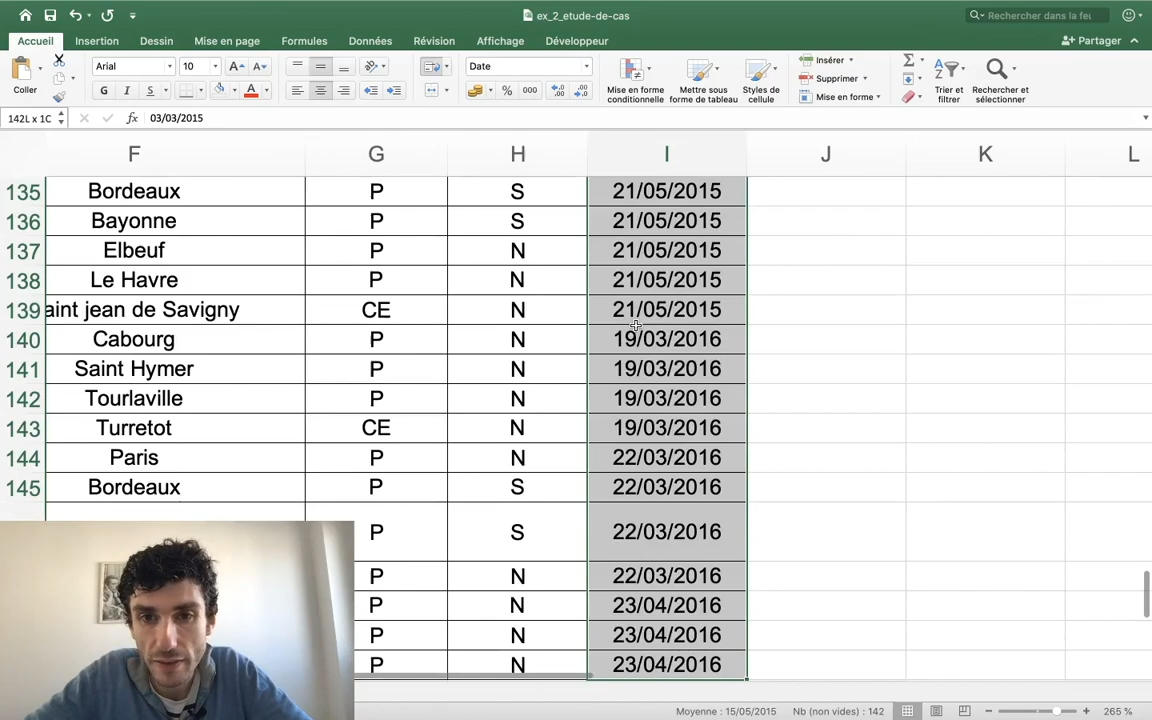 ex_2_etude-de-cas
Rechercher dans la feu
Accueil Insertion Dessin Mise en page Formules Données Révision Affichage Développeur
Partager
Coller
Arial 10
G I S
Date
% 000
Mise en forme conditionnelle
Mettre sous forme de tableau
Styles de cellule
Insérer
Supprimer
Mise en forme
Trier et filtrer
Rechercher et sélectionner
142L x 1C fx 03/03/2015
F G H I J K L
135 Bordeaux P S 21/05/2015
136 Bayonne P S 21/05/2015
137 Elbeuf P N 21/05/2015
138 Le Havre P N 21/05/2015
139 aint jean de Savigny CE N 21/05/2015
140 Cabourg P N 19/03/2016
141 Saint Hymer P N 19/03/2016
142 Tourlaville P N 19/03/2016
143 Turretot CE N 19/03/2016
144 Paris P N 22/03/2016
145 Bordeaux P S 22/03/2016
P S 22/03/2016
P N 22/03/2016
P N 23/04/2016
P N 23/04/2016
P N 23/04/2016
Moyenne : 15/05/2015 Nb (non vides) : 142 265 %